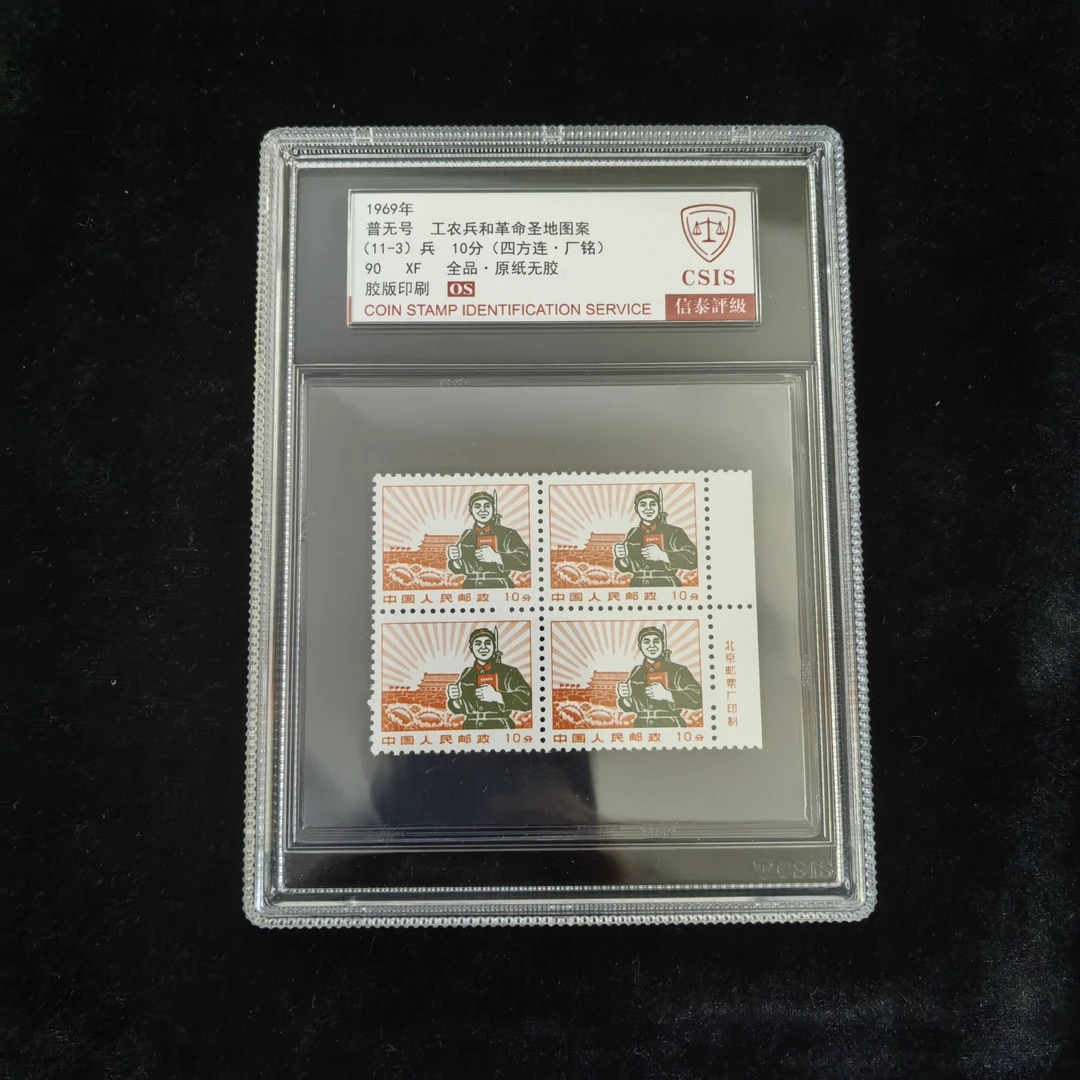 1969年
普无号 工农兵和革命圣地图案
(11-3) 兵 10分 (四方连·厂铭)
90 XF 全品·原纸无胶
胶版印刷 OS
COIN STAMP IDENTIFICATION SERVICE
CSIS
信泰評級
中国人民邮政 10分
中国人民邮政 10分
中国人民邮政 10分
中国人民邮政 10分
北京邮票厂印制
CSIS